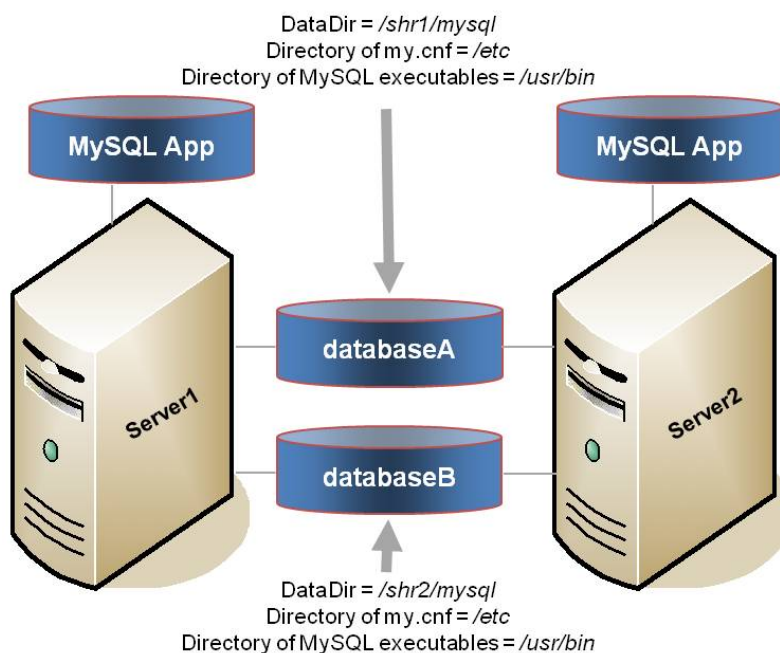 DataDir = /shr1/mysql
Directory of my.cnf = /etc
Directory of MySQL executables = /usr/bin
MySQL App
MySQL App
databaseA
Server1
Server2
databaseB
DataDir = /shr2/mysql
Directory of my.cnf = /etc
Directory of MySQL executables = /usr/bin